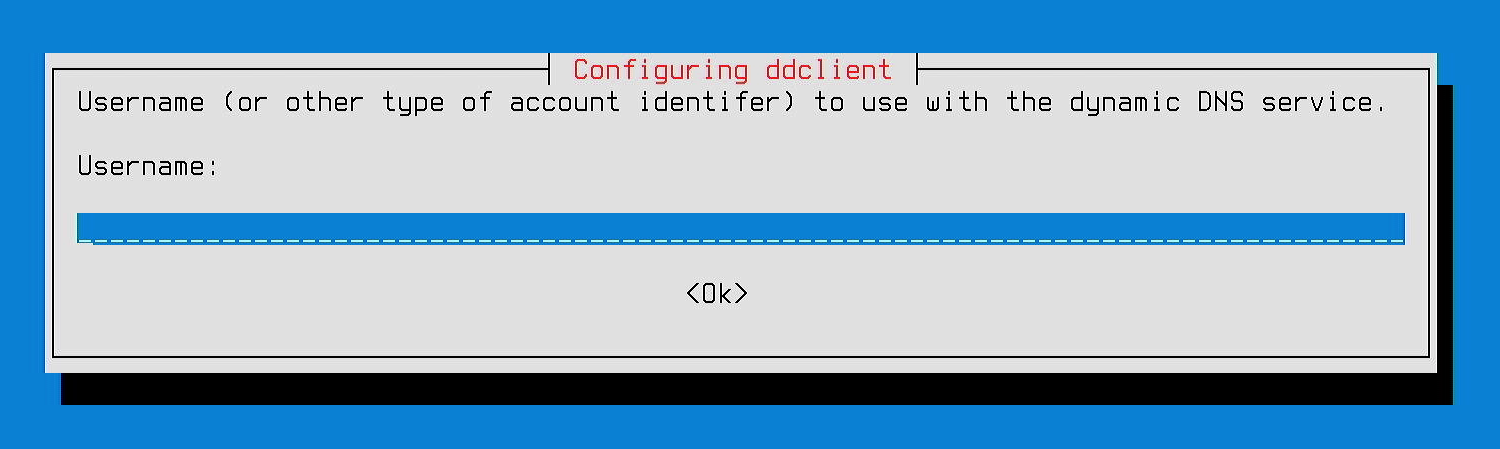 Configuring ddclient
Username (or other type of account identifer) to use with the dynamic DNS service.
Username:
<Ok>